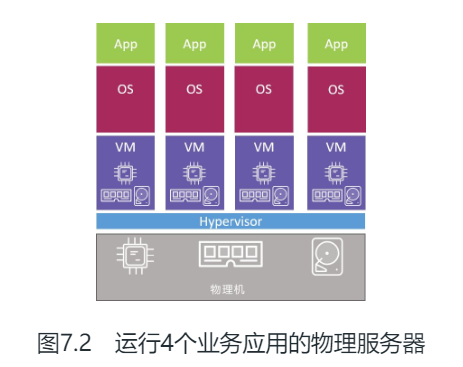 App App App App
OS OS OS OS
VM VM VM VM
Hypervisor
物理机
图7.2 运行4个业务应用的物理服务器